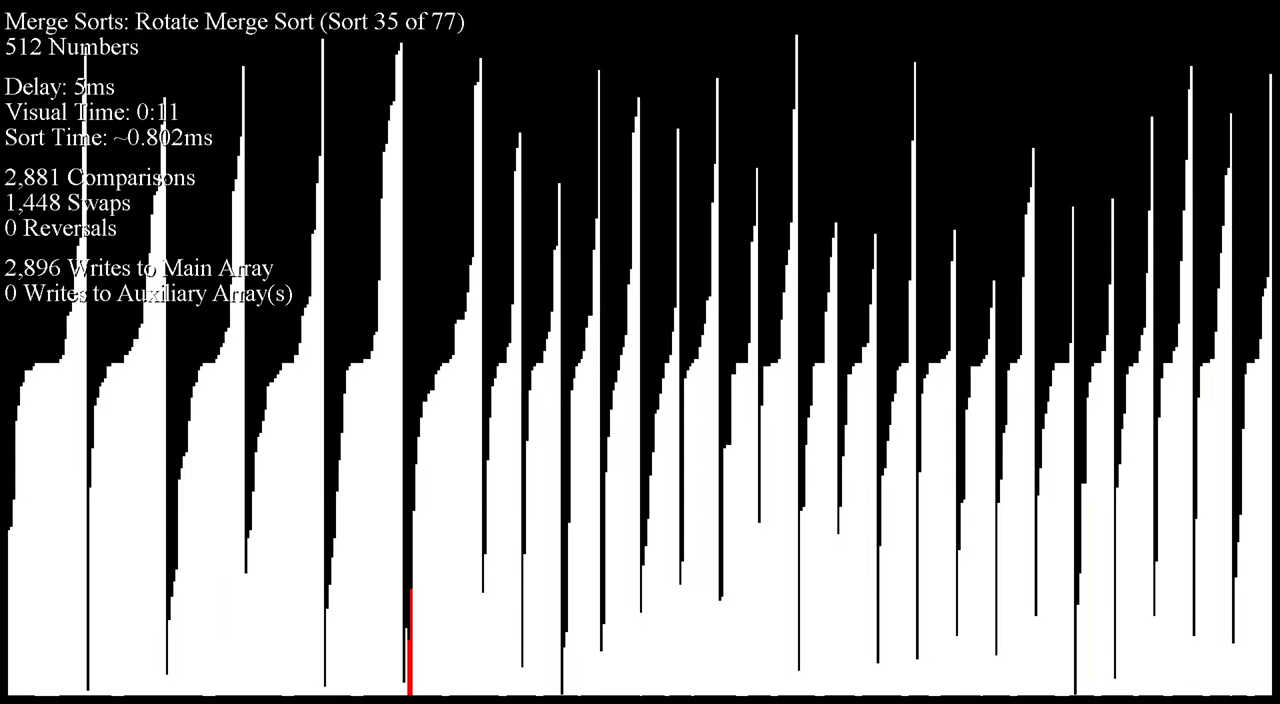 Merge Sorts: Rotate Merge Sort (Sort 35 of 77)
512 Numbers
Delay: 5ms
Visual Time: 0:11
Sort Time: ~0.802ms
2,881 Comparisons
1,448 Swaps
0 Reversals
2,896 Writes to Main Array
0 Writes to Auxiliary Array(s)